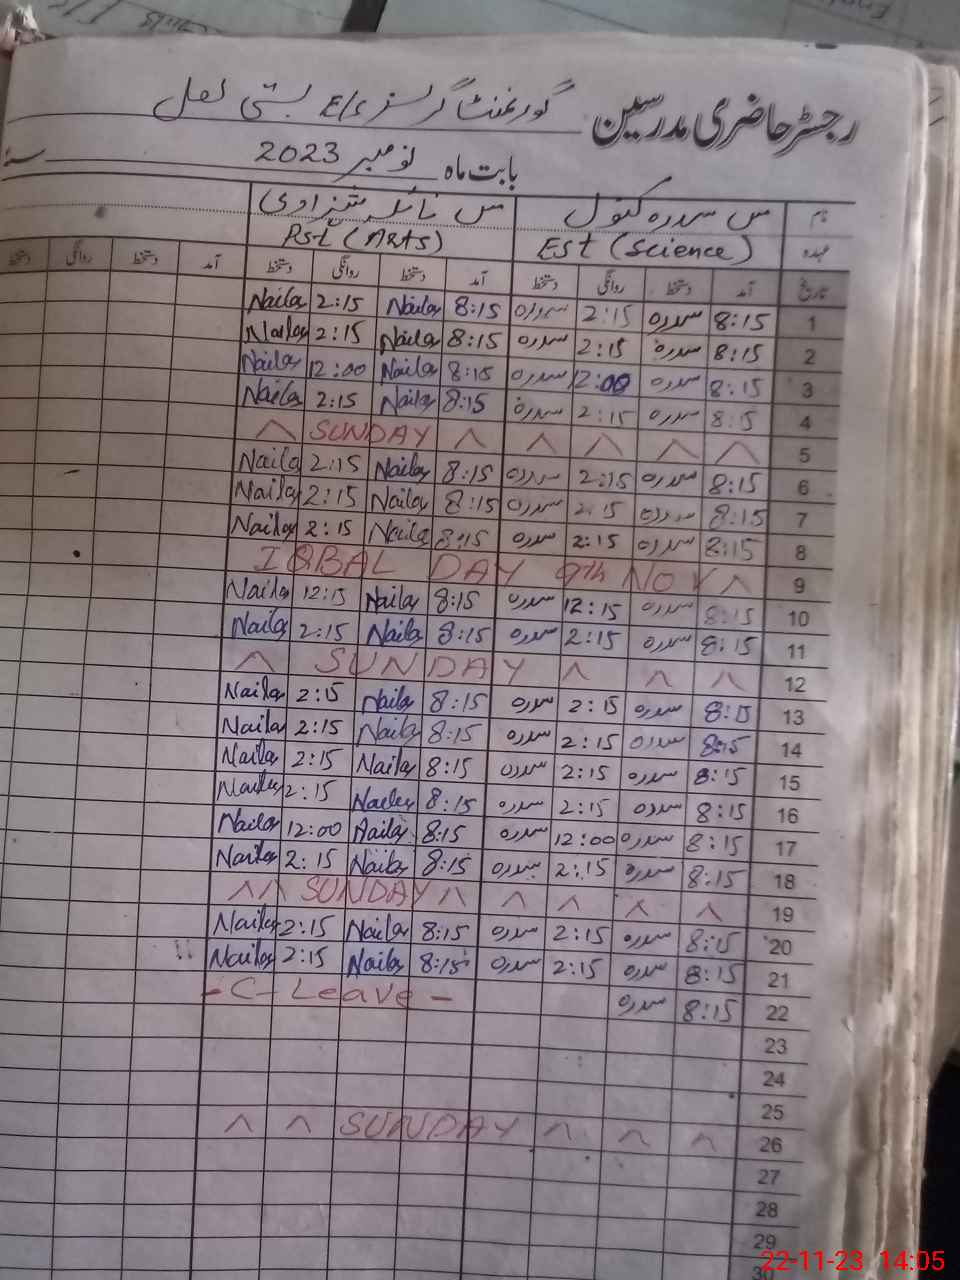 رجسٹر حاضری مدرسین گورنمنٹ گرلز E/S بستی لعل
بابت ماہ نومبر 2023 سنہ
نام مس سدرہ کنول مس نائلہ شہزادی
عہدہ EST (Science) PST (Arts)
تاریخ آمد دستخط روانگی دستخط آمد دستخط روانگی دستخط آمد دستخط روانگی دستخط
1 8:15 سدرہ 2:15 سدرہ 8:15 Naila 2:15 Naila
2 8:15 سدرہ 2:15 سدرہ 8:15 Naila 2:15 Naila
3 8:15 سدرہ 12:00 سدرہ 8:15 Naila 12:00 Naila
4 8:15 سدرہ 2:15 سدرہ 8:15 Naila 2:15 Naila
5 SUNDAY
6 8:15 سدرہ 2:15 سدرہ 8:15 Naila 2:15 Naila
7 8:15 سدرہ 2:15 سدرہ 8:15 Naila 2:15 Naila
8 8:15 سدرہ 2:15 سدرہ 8:15 Naila 2:15 Naila
9 IQBAL DAY 9th NOV
10 8:15 سدرہ 12:15 سدرہ 8:15 Naila 12:15 Naila
11 8:15 سدرہ 2:15 سدرہ 8:15 Naila 2:15 Naila
12 SUNDAY
13 8:15 سدرہ 2:15 سدرہ 8:15 Naila 2:15 Naila
14 8:15 سدرہ 2:15 سدرہ 8:15 Naila 2:15 Naila
15 8:15 سدرہ 2:15 سدرہ 8:15 Naila 2:15 Naila
16 8:15 سدرہ 2:15 سدرہ 8:15 Naila 2:15 Naila
17 8:15 سدرہ 12:00 سدرہ 8:15 Naila 12:00 Naila
18 8:15 سدرہ 2:15 سدرہ 8:15 Naila 2:15 Naila
19 SUNDAY
20 8:15 سدرہ 2:15 سدرہ 8:15 Naila 2:15 Naila
21 8:15 سدرہ 2:15 سدرہ 8:15 Naila 2:15 Naila
22 8:15 سدرہ - C - Leave -
23
24
25
26 SUNDAY
27
28
29
30
22-11-23 14:05